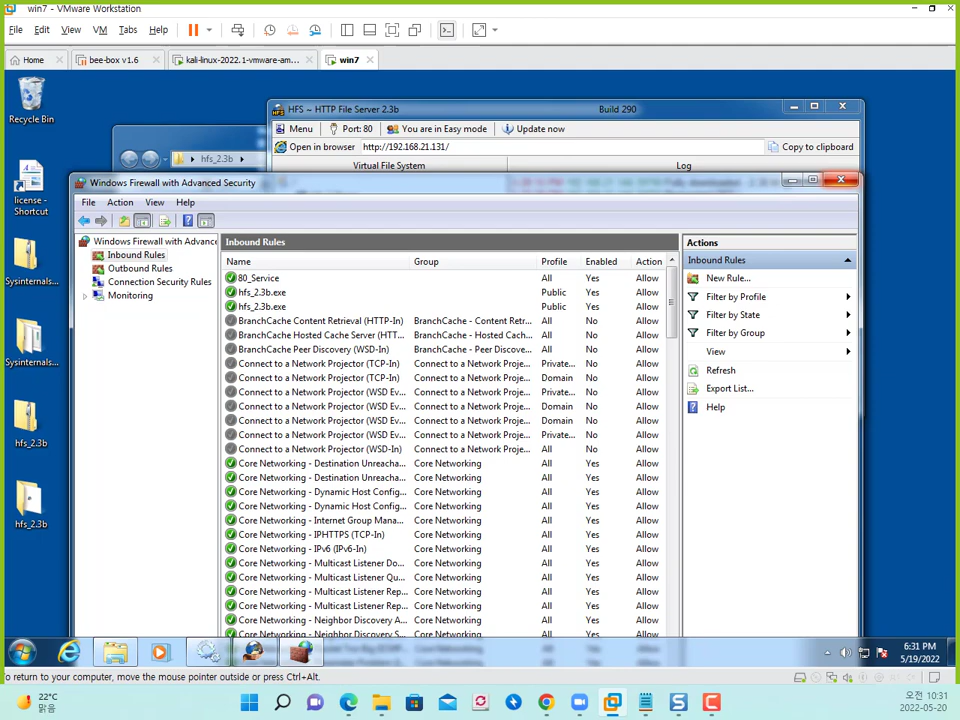 win7 - VMware Workstation
File Edit View VM Tabs Help
Home bee-box v1.6 kali-linux-2022.1-vmware-am... win7
Recycle Bin
HFS ~ HTTP File Server 2.3b Build 290
Menu Port: 80 You are in Easy mode Update now
hfs_2.3b
Open in browser http://192.168.21.131/ Copy to clipboard
Virtual File System Log
license - Shortcut
Sysinternals...
Sysinternals...
hfs_2.3b
hfs_2.3b
Windows Firewall with Advanced Security
File Action View Help
Windows Firewall with Advance
Inbound Rules
Outbound Rules
Connection Security Rules
Monitoring
Inbound Rules
Name Group Profile Enabled Action
80_Service All Yes Allow
hfs_2.3b.exe Public Yes Allow
hfs_2.3b.exe Public Yes Allow
BranchCache Content Retrieval (HTTP-In) BranchCache - Content Retr... All No Allow
BranchCache Hosted Cache Server (HTT... BranchCache - Hosted Cach... All No Allow
BranchCache Peer Discovery (WSD-In) BranchCache - Peer Discove... All No Allow
Connect to a Network Projector (TCP-In) Connect to a Network Proje... Private... No Allow
Connect to a Network Projector (TCP-In) Connect to a Network Proje... Domain No Allow
Connect to a Network Projector (WSD Ev... Connect to a Network Proje... Private... No Allow
Connect to a Network Projector (WSD Ev... Connect to a Network Proje... Domain No Allow
Connect to a Network Projector (WSD Ev... Connect to a Network Proje... Domain No Allow
Connect to a Network Projector (WSD Ev... Connect to a Network Proje... Private... No Allow
Connect to a Network Projector (WSD-In) Connect to a Network Proje... All No Allow
Core Networking - Destination Unreacha... Core Networking All Yes Allow
Core Networking - Destination Unreacha... Core Networking All Yes Allow
Core Networking - Dynamic Host Config... Core Networking All Yes Allow
Core Networking - Dynamic Host Config... Core Networking All Yes Allow
Core Networking - Internet Group Mana... Core Networking All Yes Allow
Core Networking - IPHTTPS (TCP-In) Core Networking All Yes Allow
Core Networking - IPv6 (IPv6-In) Core Networking All Yes Allow
Core Networking - Multicast Listener Do... Core Networking All Yes Allow
Core Networking - Multicast Listener Qu... Core Networking All Yes Allow
Core Networking - Multicast Listener Rep... Core Networking All Yes Allow
Core Networking - Multicast Listener Rep... Core Networking All Yes Allow
Core Networking - Neighbor Discovery A... Core Networking All Yes Allow
Core Networking - Neighbor Discovery S... Core Networking All Yes Allow
Actions
Inbound Rules
New Rule...
Filter by Profile
Filter by State
Filter by Group
View
Refresh
Export List...
Help
6:31 PM
5/19/2022
To return to your computer, move the mouse pointer outside or press Ctrl+Alt.
22°C
맑음
오전 10:31
2022-05-20